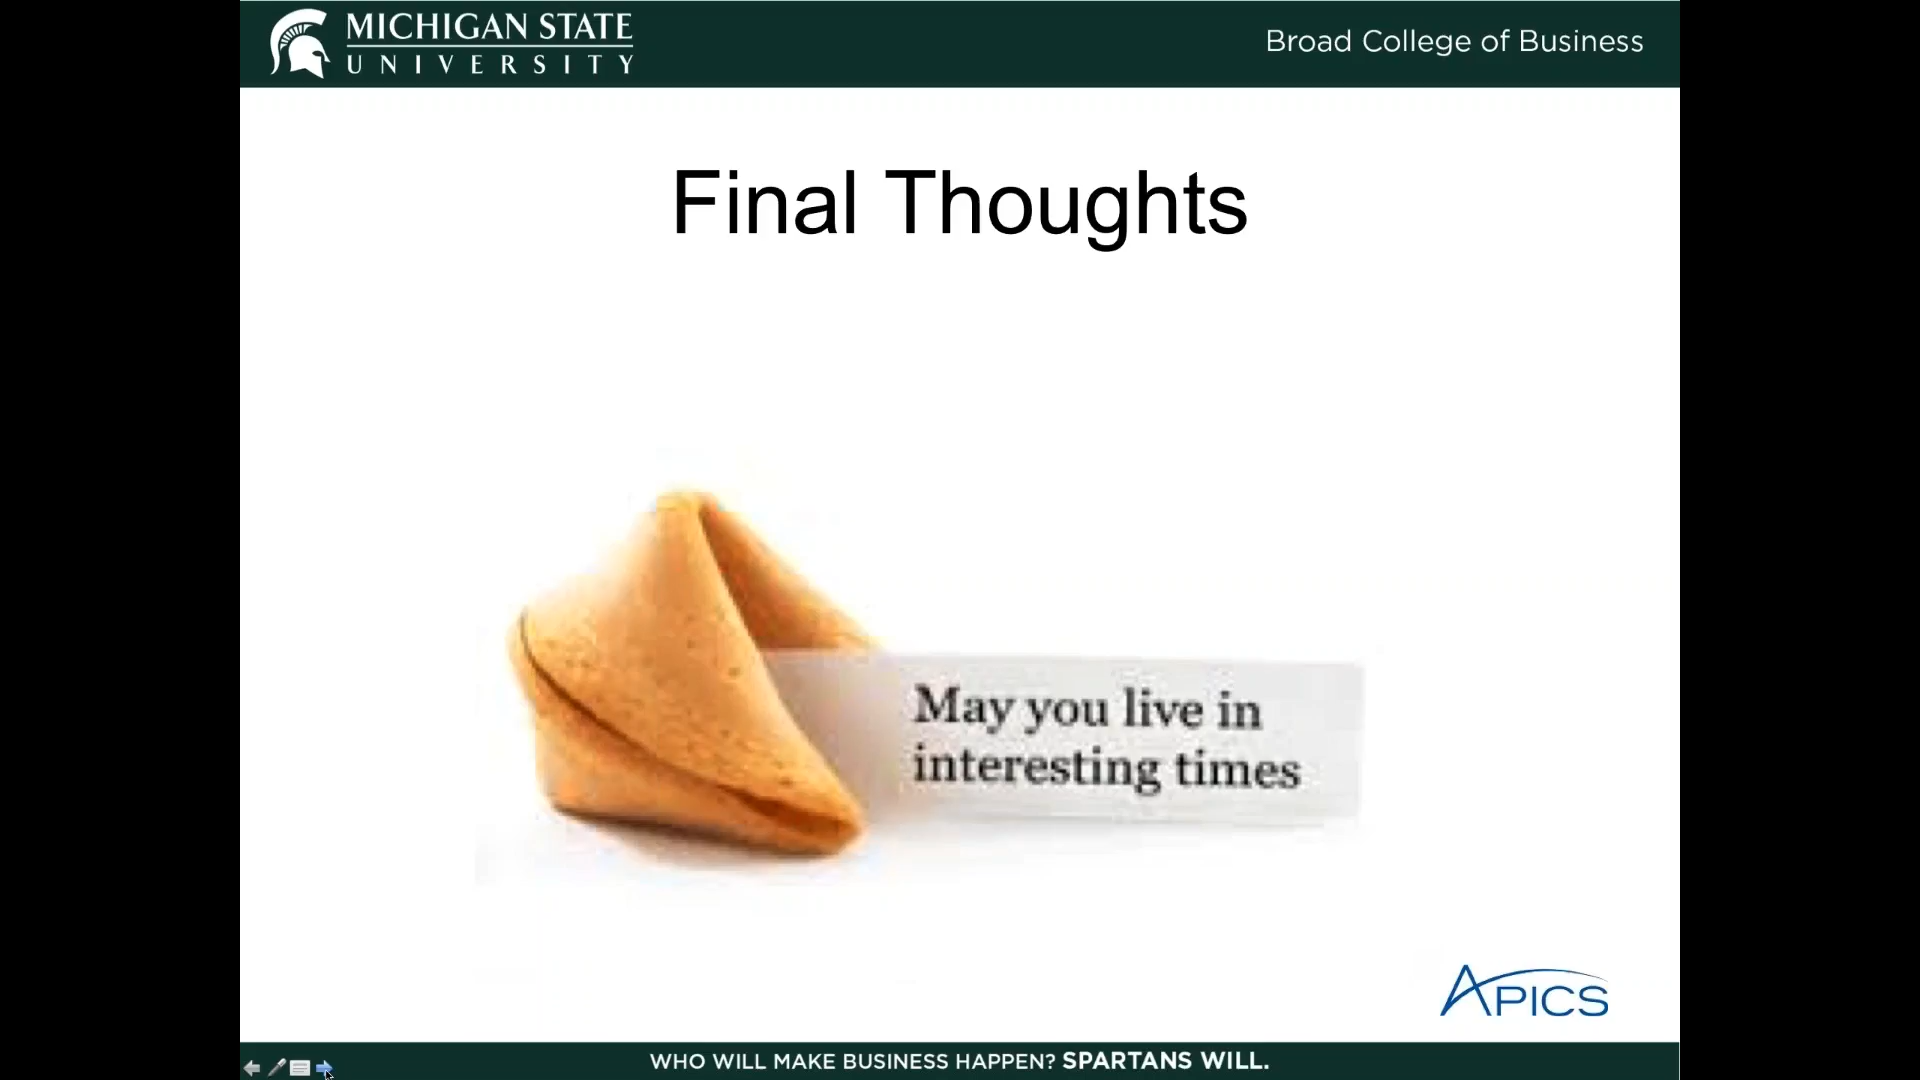 MICHIGAN STATE
UNIVERSITY
Broad College of Business
Final Thoughts
May you live in
interesting times
APICS
WHO WILL MAKE BUSINESS HAPPEN? SPARTANS WILL.